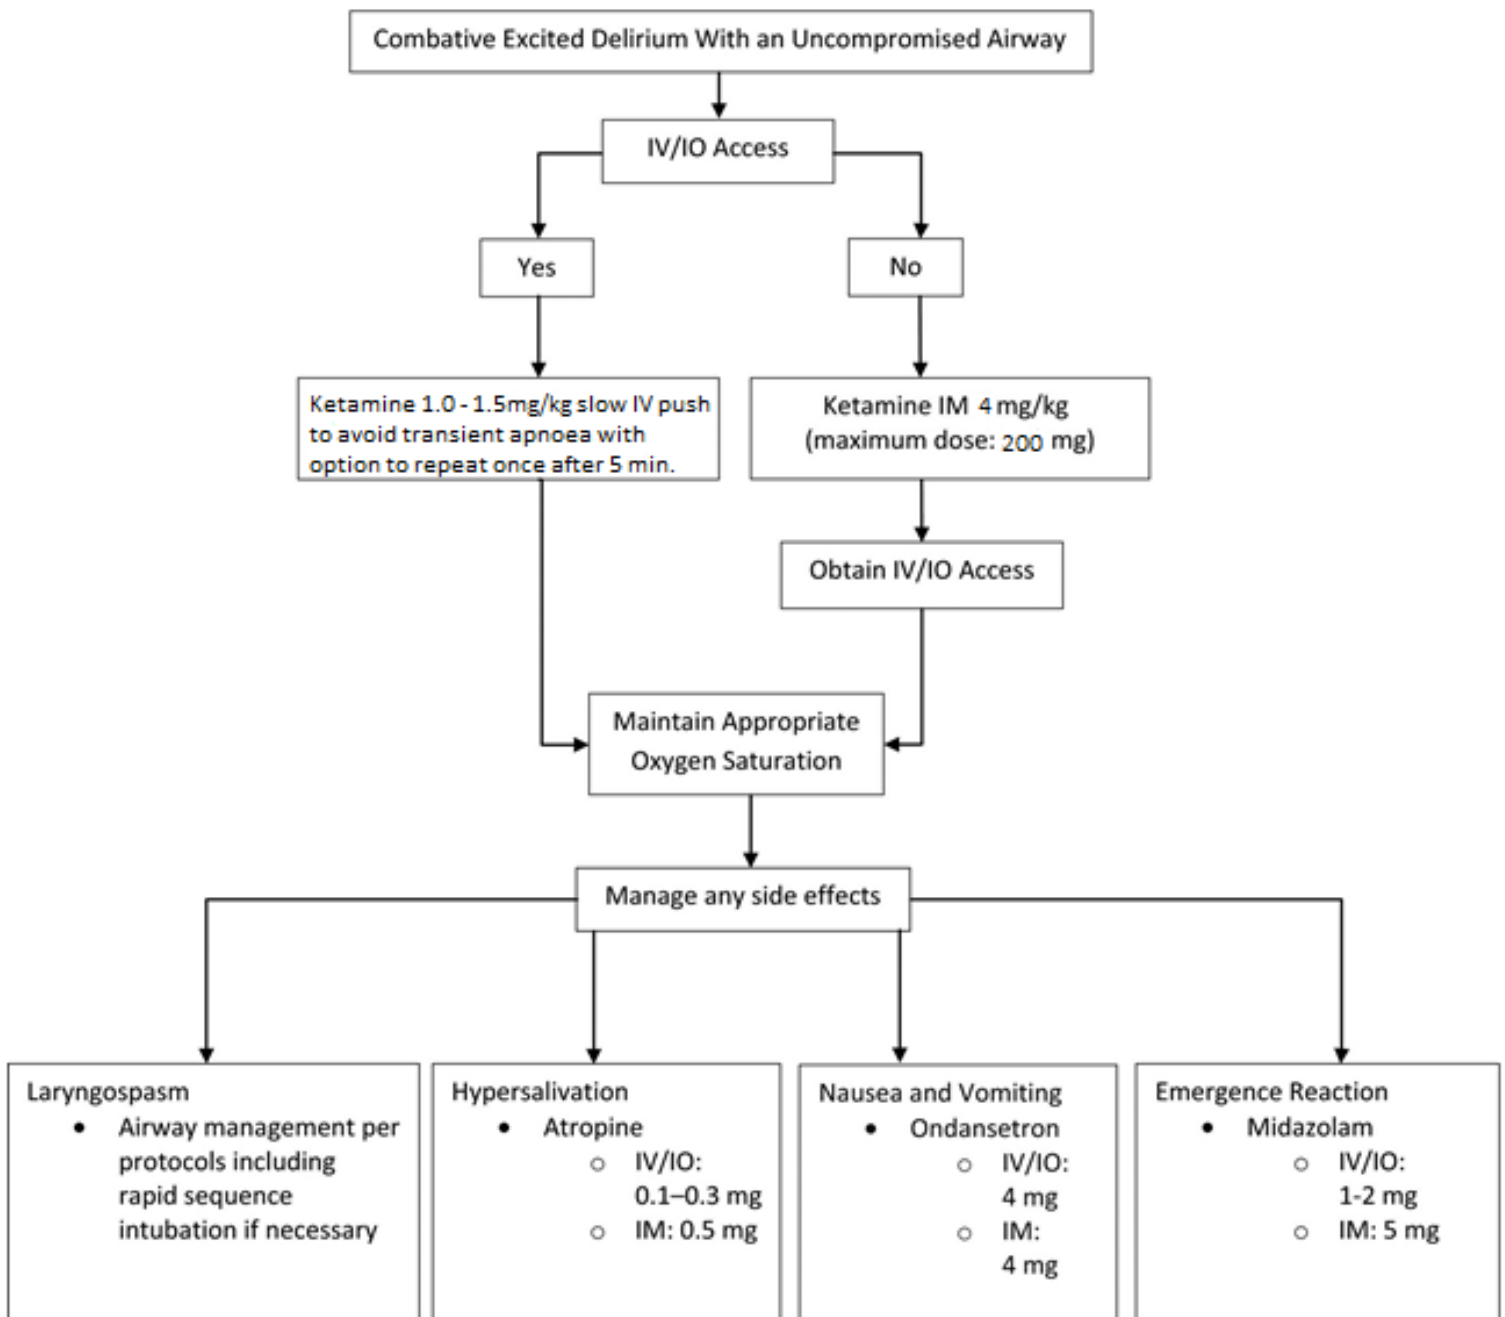 Combative Excited Delirium With an Uncompromised Airway
IV/IO Access
Yes
No
Ketamine 1.0 - 1.5mg/kg slow IV push
to avoid transient apnoea with
option to repeat once after 5 min.
Ketamine IM 4 mg/kg
(maximum dose: 200 mg)
Obtain IV/IO Access
Maintain Appropriate
Oxygen Saturation
Manage any side effects
Laryngospasm
• Airway management per
protocols including
rapid sequence
intubation if necessary
Hypersalivation
• Atropine
o IV/IO:
0.1–0.3 mg
o IM: 0.5 mg
Nausea and Vomiting
• Ondansetron
o IV/IO:
4 mg
o IM:
4 mg
Emergence Reaction
• Midazolam
o IV/IO:
1-2 mg
o IM: 5 mg